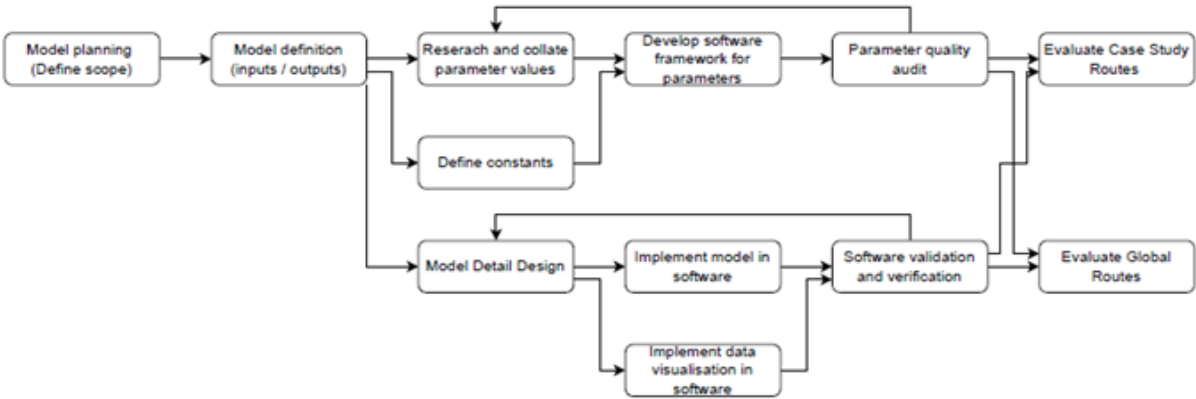 Model planning
(Define scope)
Model definition
(inputs / outputs)
Reserach and collate
parameter values
Develop software
framework for
parameters
Parameter quality
audit
Evaluate Case Study
Routes
Define constants
Model Detail Design
Implement model in
software
Software validation
and verification
Evaluate Global
Routes
Implement data
visualisation in
software